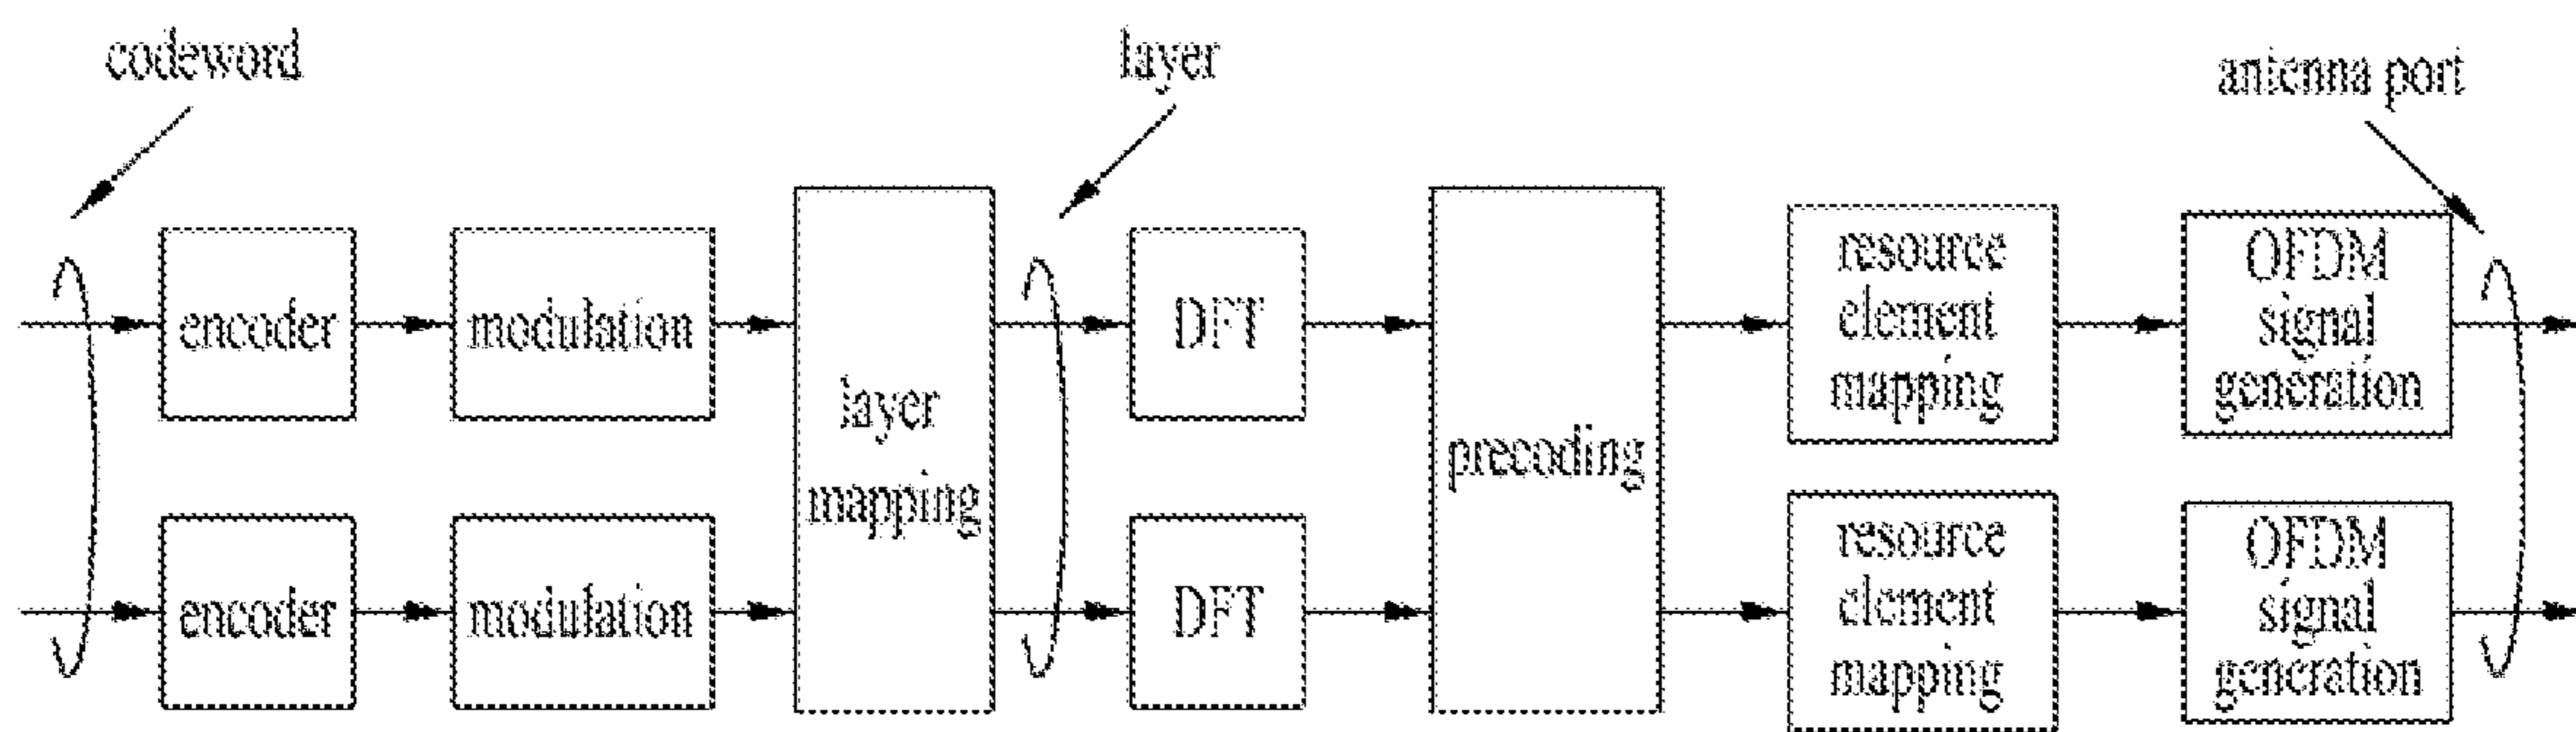 codeword
layer
antenna port
encoder
modulation
layer
mapping
DFT
precoding
resource
element
mapping
OFDM
signal
generation
encoder
modulation
DFT
resource
element
mapping
OFDM
signal
generation